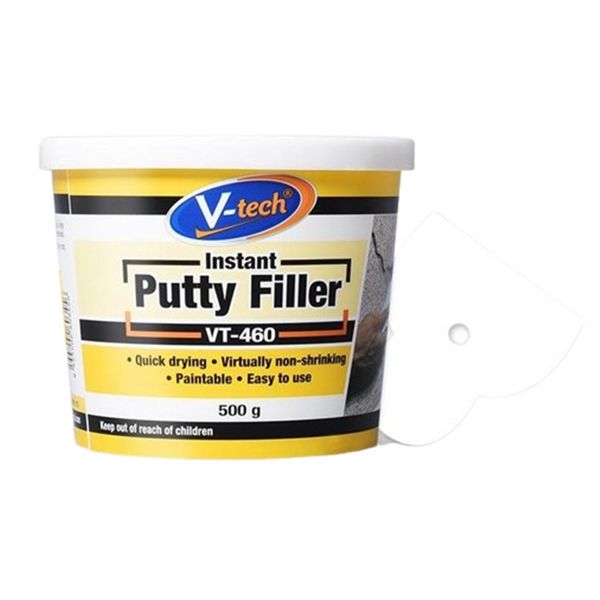 V-tech®
Instant
Putty Filler
VT-460
• Quick drying • Virtually non-shrinking
• Paintable • Easy to use
500 g
Keep out of reach of children